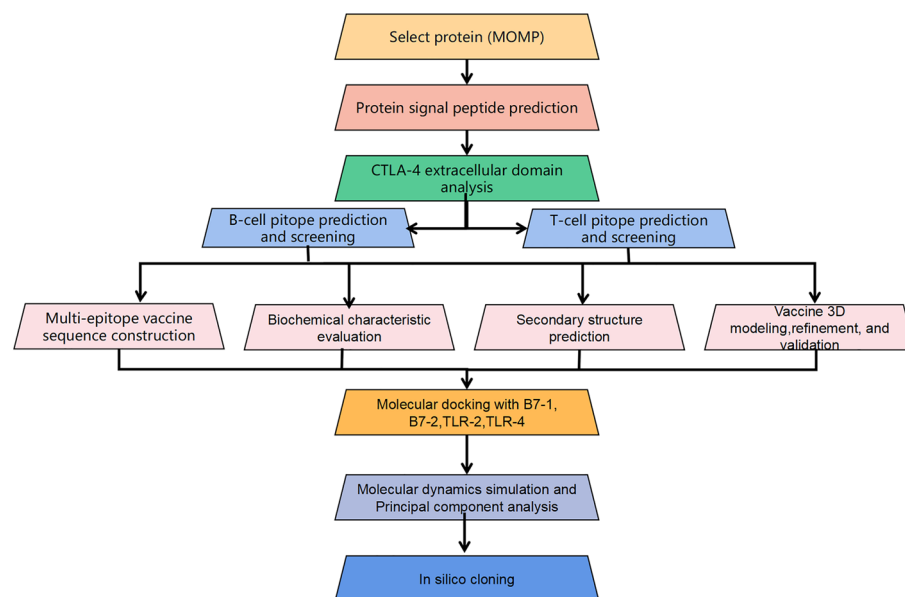 Select protein (MOMP)
Protein signal peptide prediction
CTLA-4 extracellular domain
analysis
B-cell pitope prediction
and screening
T-cell pitope prediction
and screening
Multi-epitope vaccine
sequence construction
Biochemical characteristic
evaluation
Secondary structure
prediction
Vaccine 3D
modeling,refinement, and
validation
Molecular docking with B7-1,
B7-2,TLR-2,TLR-4
Molecular dynamics simulation and
Principal component analysis
In silico cloning